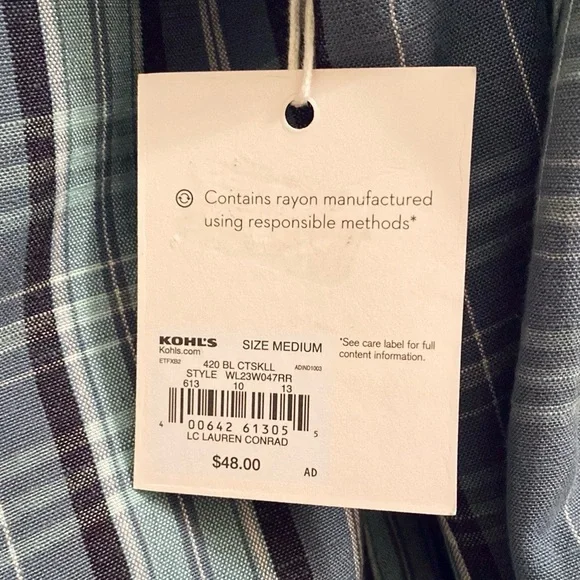 Contains rayon manufactured
using responsible methods*
KOHL'S SIZE MEDIUM
Kohls.com
*See care label for full
content information.
ETFXB2 420 BL CTSKLL ADIND1003
STYLE WL23W047RR
613 10 13
4 00642 61305 5
LC LAUREN CONRAD
$48.00 AD